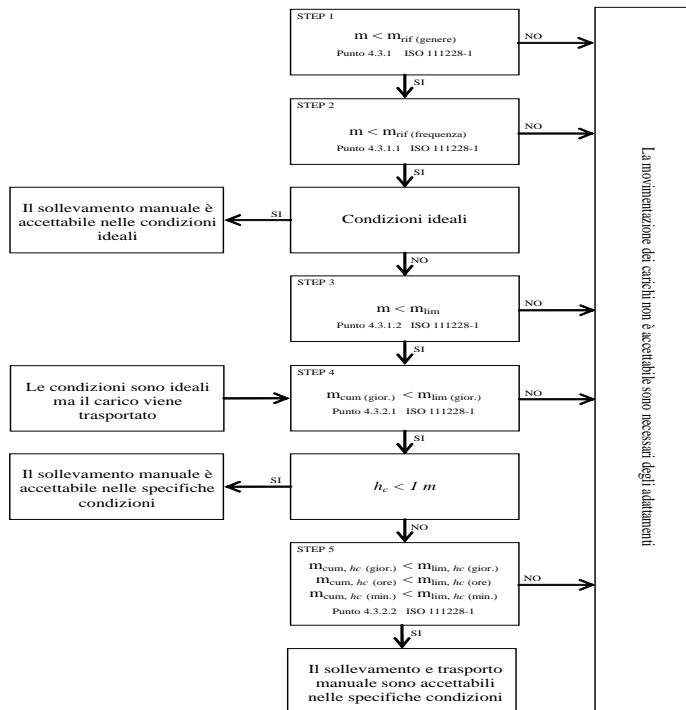 STEP 1
m < mrif (genere)
Punto 4.3.1 ISO 111228-1
NO
SI
STEP 2
m < mrif (frequenza)
Punto 4.3.1.1 ISO 111228-1
NO
SI
Il sollevamento manuale è
accettabile nelle condizioni
ideali
SI
Condizioni ideali
NO
STEP 3
m < mlim
Punto 4.3.1.2 ISO 111228-1
NO
SI
Le condizioni sono ideali
ma il carico viene
trasportato
STEP 4
mcum (gior.) < mlim (gior.)
Punto 4.3.2.1 ISO 111228-1
NO
SI
Il sollevamento manuale è
accettabile nelle specifiche
condizioni
SI
hc < 1 m
NO
STEP 5
mcum, hc (gior.) < mlim, hc (gior.)
mcum, hc (ore) < mlim, hc (ore)
mcum, hc (min.) < mlim, hc (min.)
Punto 4.3.2.2 ISO 111228-1
NO
SI
Il sollevamento e trasporto
manuale sono accettabili
nelle specifiche condizioni
La movimentazione dei carichi non è accettabile sono necessari degli adattamenti